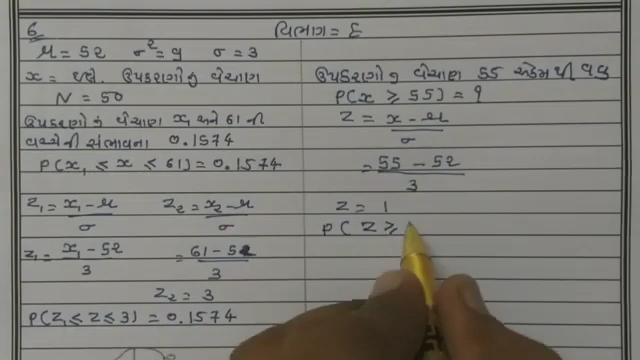 6 વિભાગ = E
μ = 52 σ² = 9 σ = 3
x = ઘરે. ઉપકરણોનું વેચાણ
N = 50
ઉપકરણોનું વેચાણ x₁ અને 61 ની
વચ્ચેની સંભાવના 0.1574
P(x₁ ≤ x ≤ 61) = 0.1574
Z₁ = x₁ - μ / σ Z₂ = x₂ - μ / σ
Z₁ = x₁ - 52 / 3 = 61 - 52 / 3
Z₂ = 3
P(Z₁ ≤ Z ≤ 3) = 0.1574
ઉપકરણોનું વેચાણ 55 એકમથી વધુ
P(x ≥ 55) = ?
Z = x - μ / σ
= 55 - 52 / 3
Z = 1
P( Z ≥